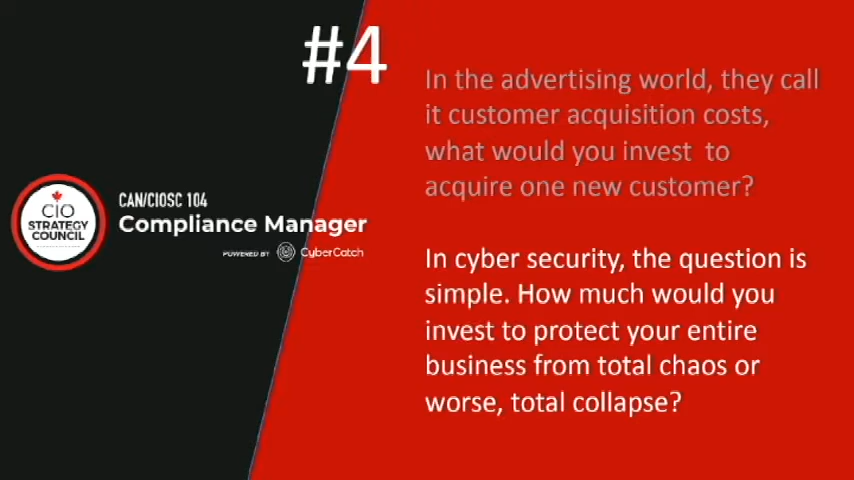 #4
In the advertising world, they call
it customer acquisition costs,
what would you invest to
acquire one new customer?
CIO
STRATEGY
COUNCIL
CAN/CIOSC 104
Compliance Manager
POWERED BY CyberCatch
In cyber security, the question is
simple. How much would you
invest to protect your entire
business from total chaos or
worse, total collapse?